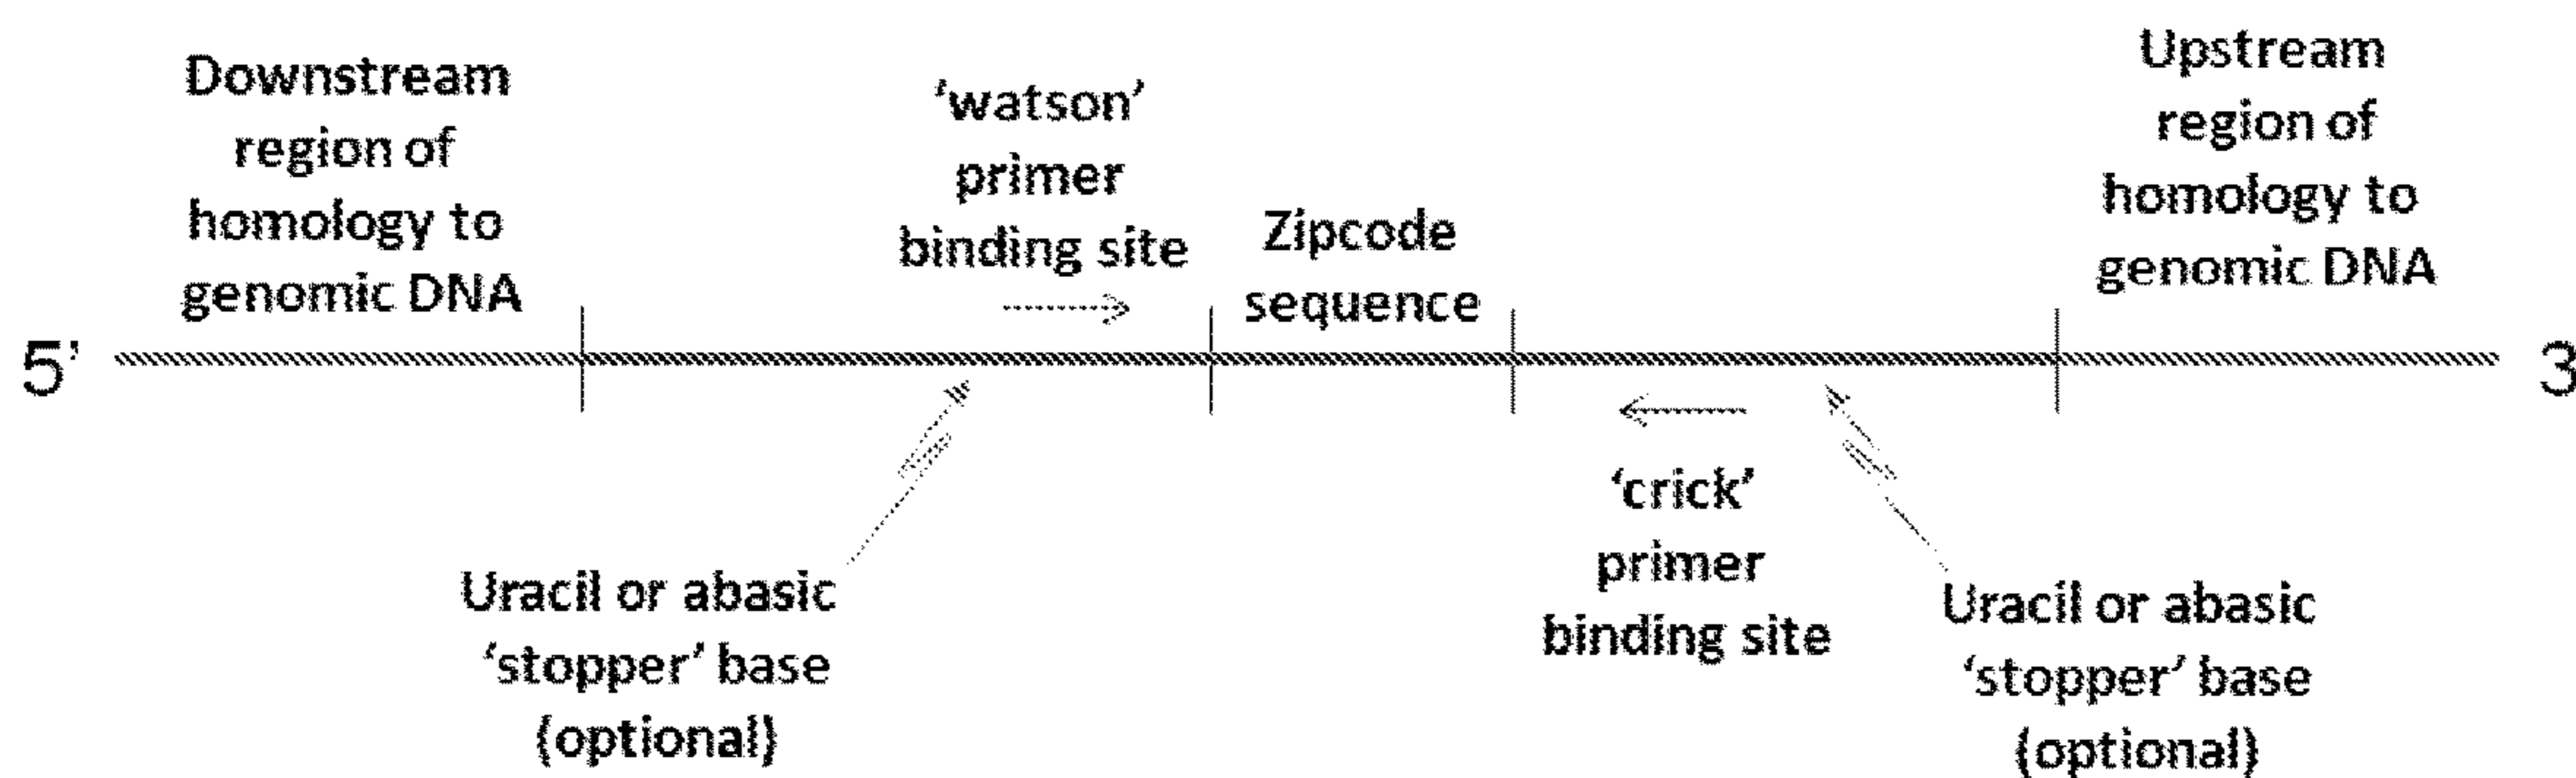 Downstream
region of
homology to
genomic DNA
'watson'
primer
binding site
Zipcode
sequence
Upstream
region of
homology to
genomic DNA
5'
3
Uracil or abasic
'stopper' base
(optional)
'crick'
primer
binding site
Uracil or abasic
'stopper' base
(optional)